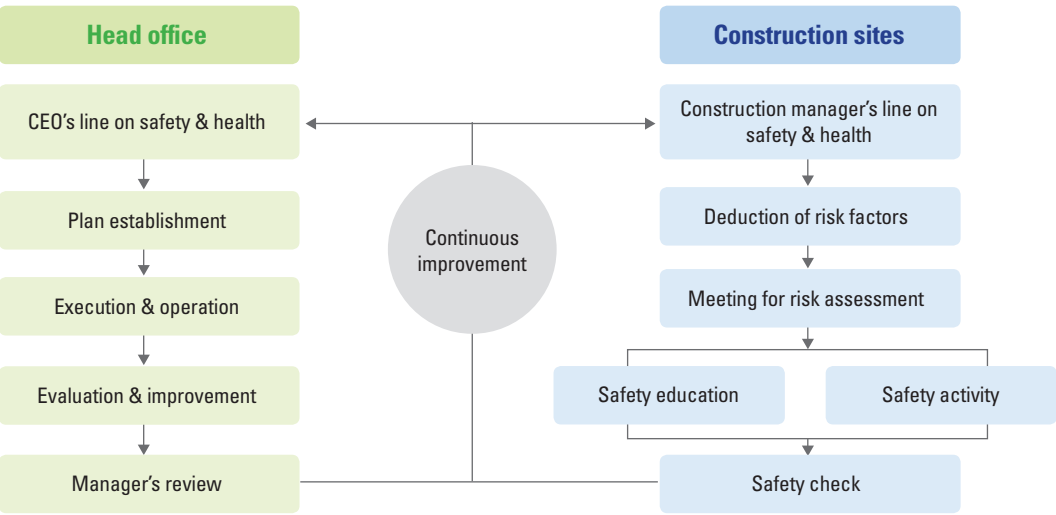 Head office
CEO's line on safety & health
Plan establishment
Execution & operation
Evaluation & improvement
Manager's review
Continuous
improvement
Construction sites
Construction manager's line on
safety & health
Deduction of risk factors
Meeting for risk assessment
Safety education
Safety activity
Safety check